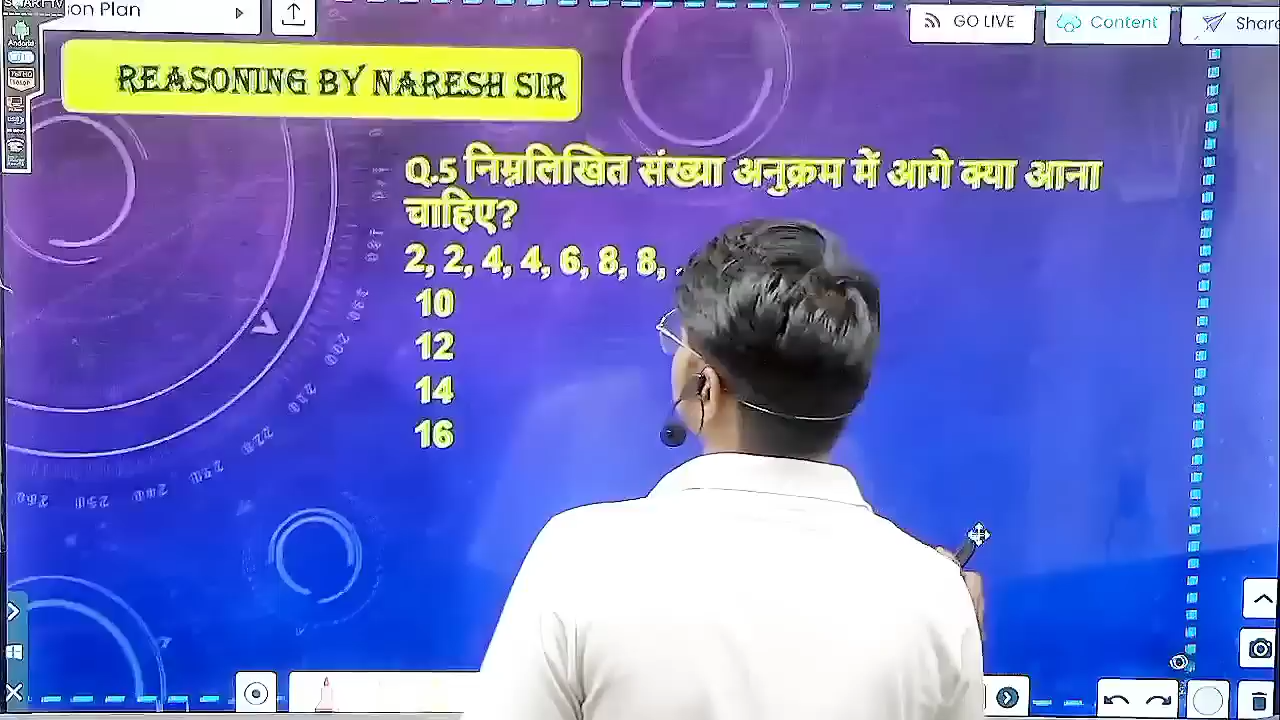 ion Plan
GO LIVE
Content
Shar
REASONING BY NARESH SIR
Q.5 निम्नलिखित संख्या अनुक्रम में आगे क्या आना
चाहिए?
2, 2, 4, 4, 6, 8, 8,
10
12
14
16